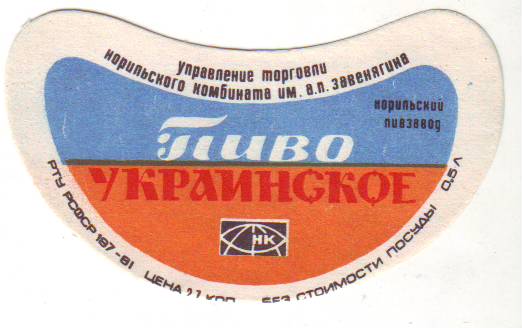 управление торговли
норильского комбината им. а.п. завенягина
норильский
пивзавод
Пиво
УКРАИНСКОЕ
НК
РТУ РСФСР 197-81 ЦЕНА 27 КОП БЕЗ СТОИМОСТИ ПОСУДЫ 0,5 Л